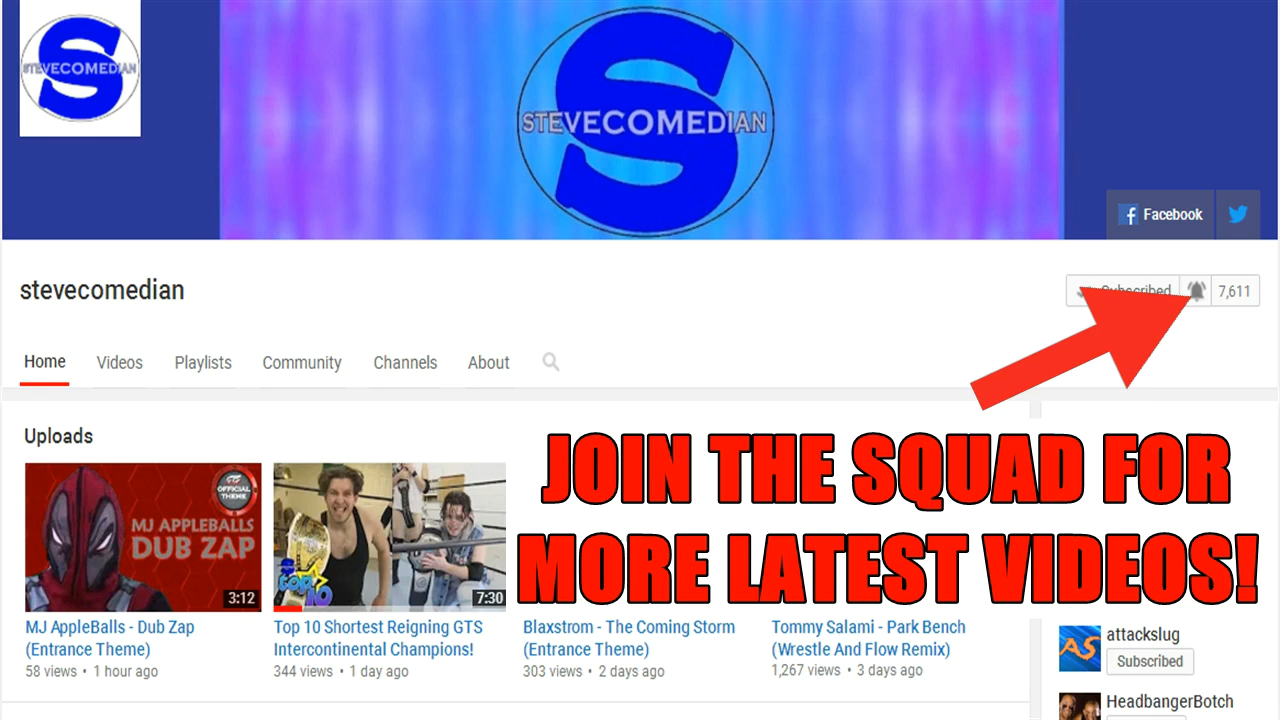 STEVECOMEDIAN
STEVECOMEDIAN
Facebook
stevecomedian
Subscribed
7,611
Home Videos Playlists Community Channels About
Uploads
JOIN THE SQUAD FOR
MORE LATEST VIDEOS!
OFFICIAL
THEME
MJ APPLEBALLS
DUB ZAP
3:12
TOP
10
7:30
MJ AppleBalls - Dub Zap
(Entrance Theme)
58 views • 1 hour ago
Top 10 Shortest Reigning GTS
Intercontinental Champions!
344 views • 1 day ago
Blaxstrom - The Coming Storm
(Entrance Theme)
303 views • 2 days ago
Tommy Salami - Park Bench
(Wrestle And Flow Remix)
1,267 views • 3 days ago
AS
attackslug
Subscribed
HeadbangerBotch